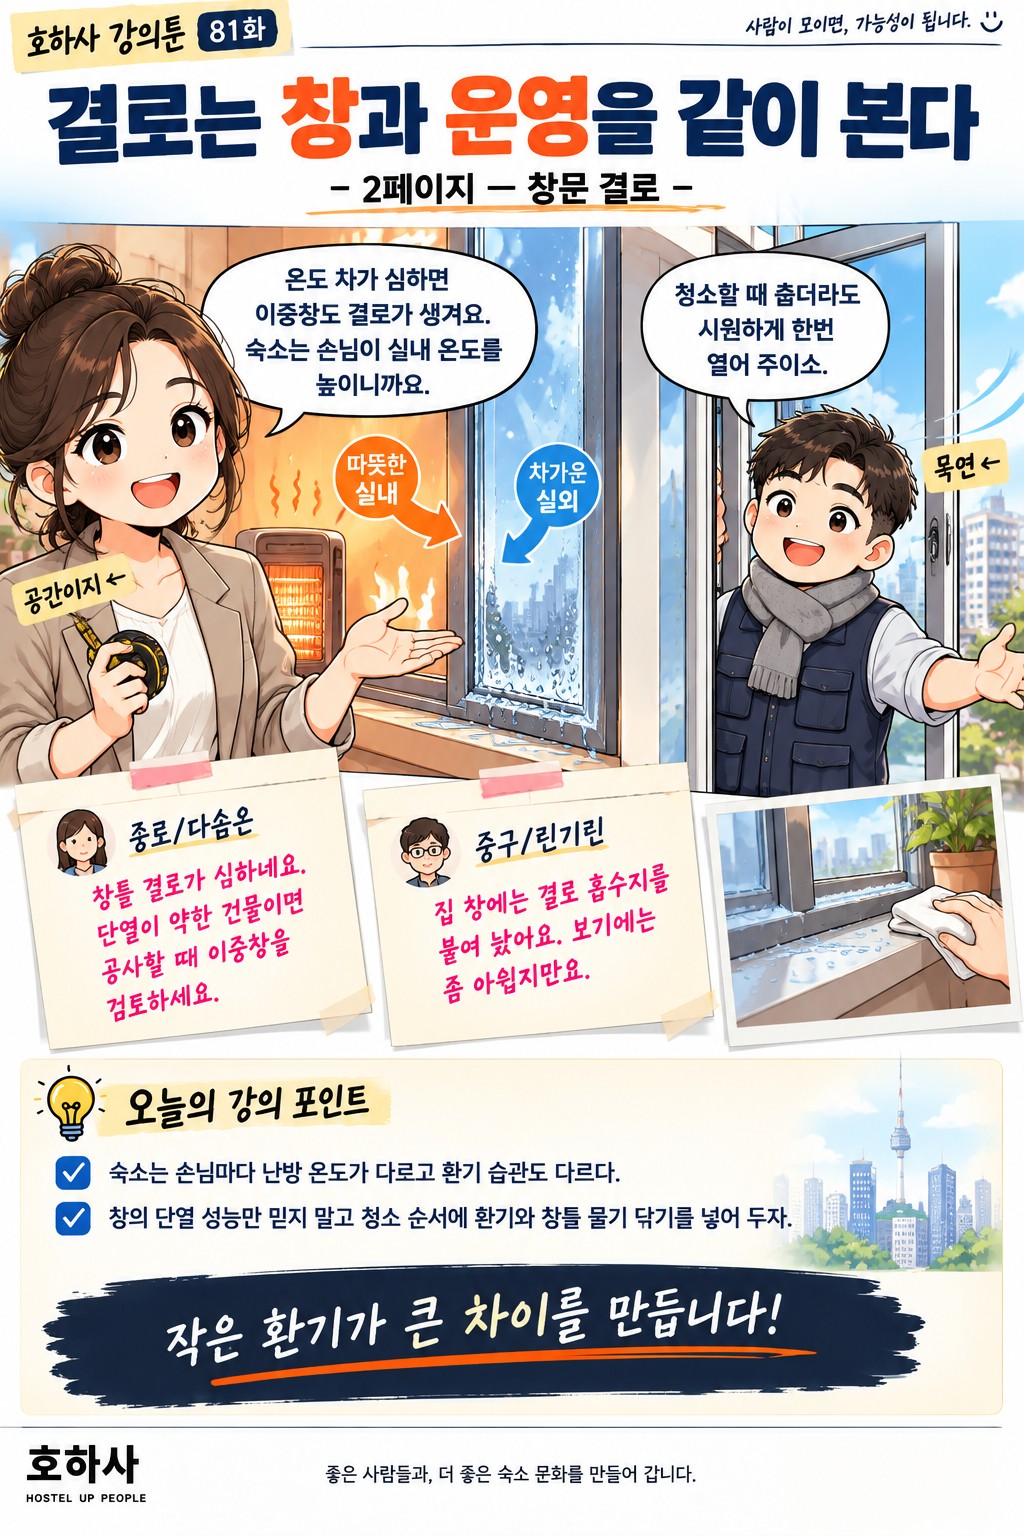 호하사 강의툰 81화
사람이 모이면, 가능성이 됩니다.
결로는 창과 운영을 같이 본다
– 2페이지 — 창문 결로 –
온도 차가 심하면
이중창도 결로가 생겨요.
숙소는 손님이 실내 온도를
높이니까요.
청소할 때 춥더라도
시원하게 한번
열어 주이소.
따뜻한
실내
차가운
실외
목연 ←
공간이지 ←
종로/다솜온
창틀 결로가 심하네요.
단열이 약한 건물이면
공사할 때 이중창을
검토하세요.
중구/린기린
집 창에는 결로 흡수지를
붙여 놨어요. 보기에는
좀 아쉽지만요.
오늘의 강의 포인트
숙소는 손님마다 난방 온도가 다르고 환기 습관도 다르다.
창의 단열 성능만 믿지 말고 청소 순서에 환기와 창틀 물기 닦기를 넣어 두자.
작은 환기가 큰 차이를 만듭니다!
호하사
HOSTEL UP PEOPLE
좋은 사람들과, 더 좋은 숙소 문화를 만들어 갑니다.